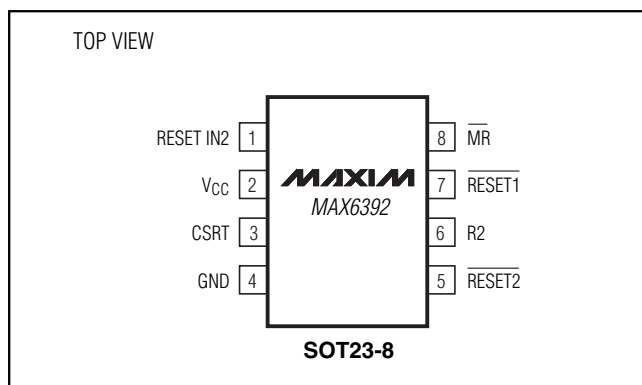 TOP VIEW
RESET IN2 1
VCC 2
CSRT 3
GND 4
MAXIM
MAX6392
8 MR
7 RESET1
6 R2
5 RESET2
SOT23-8